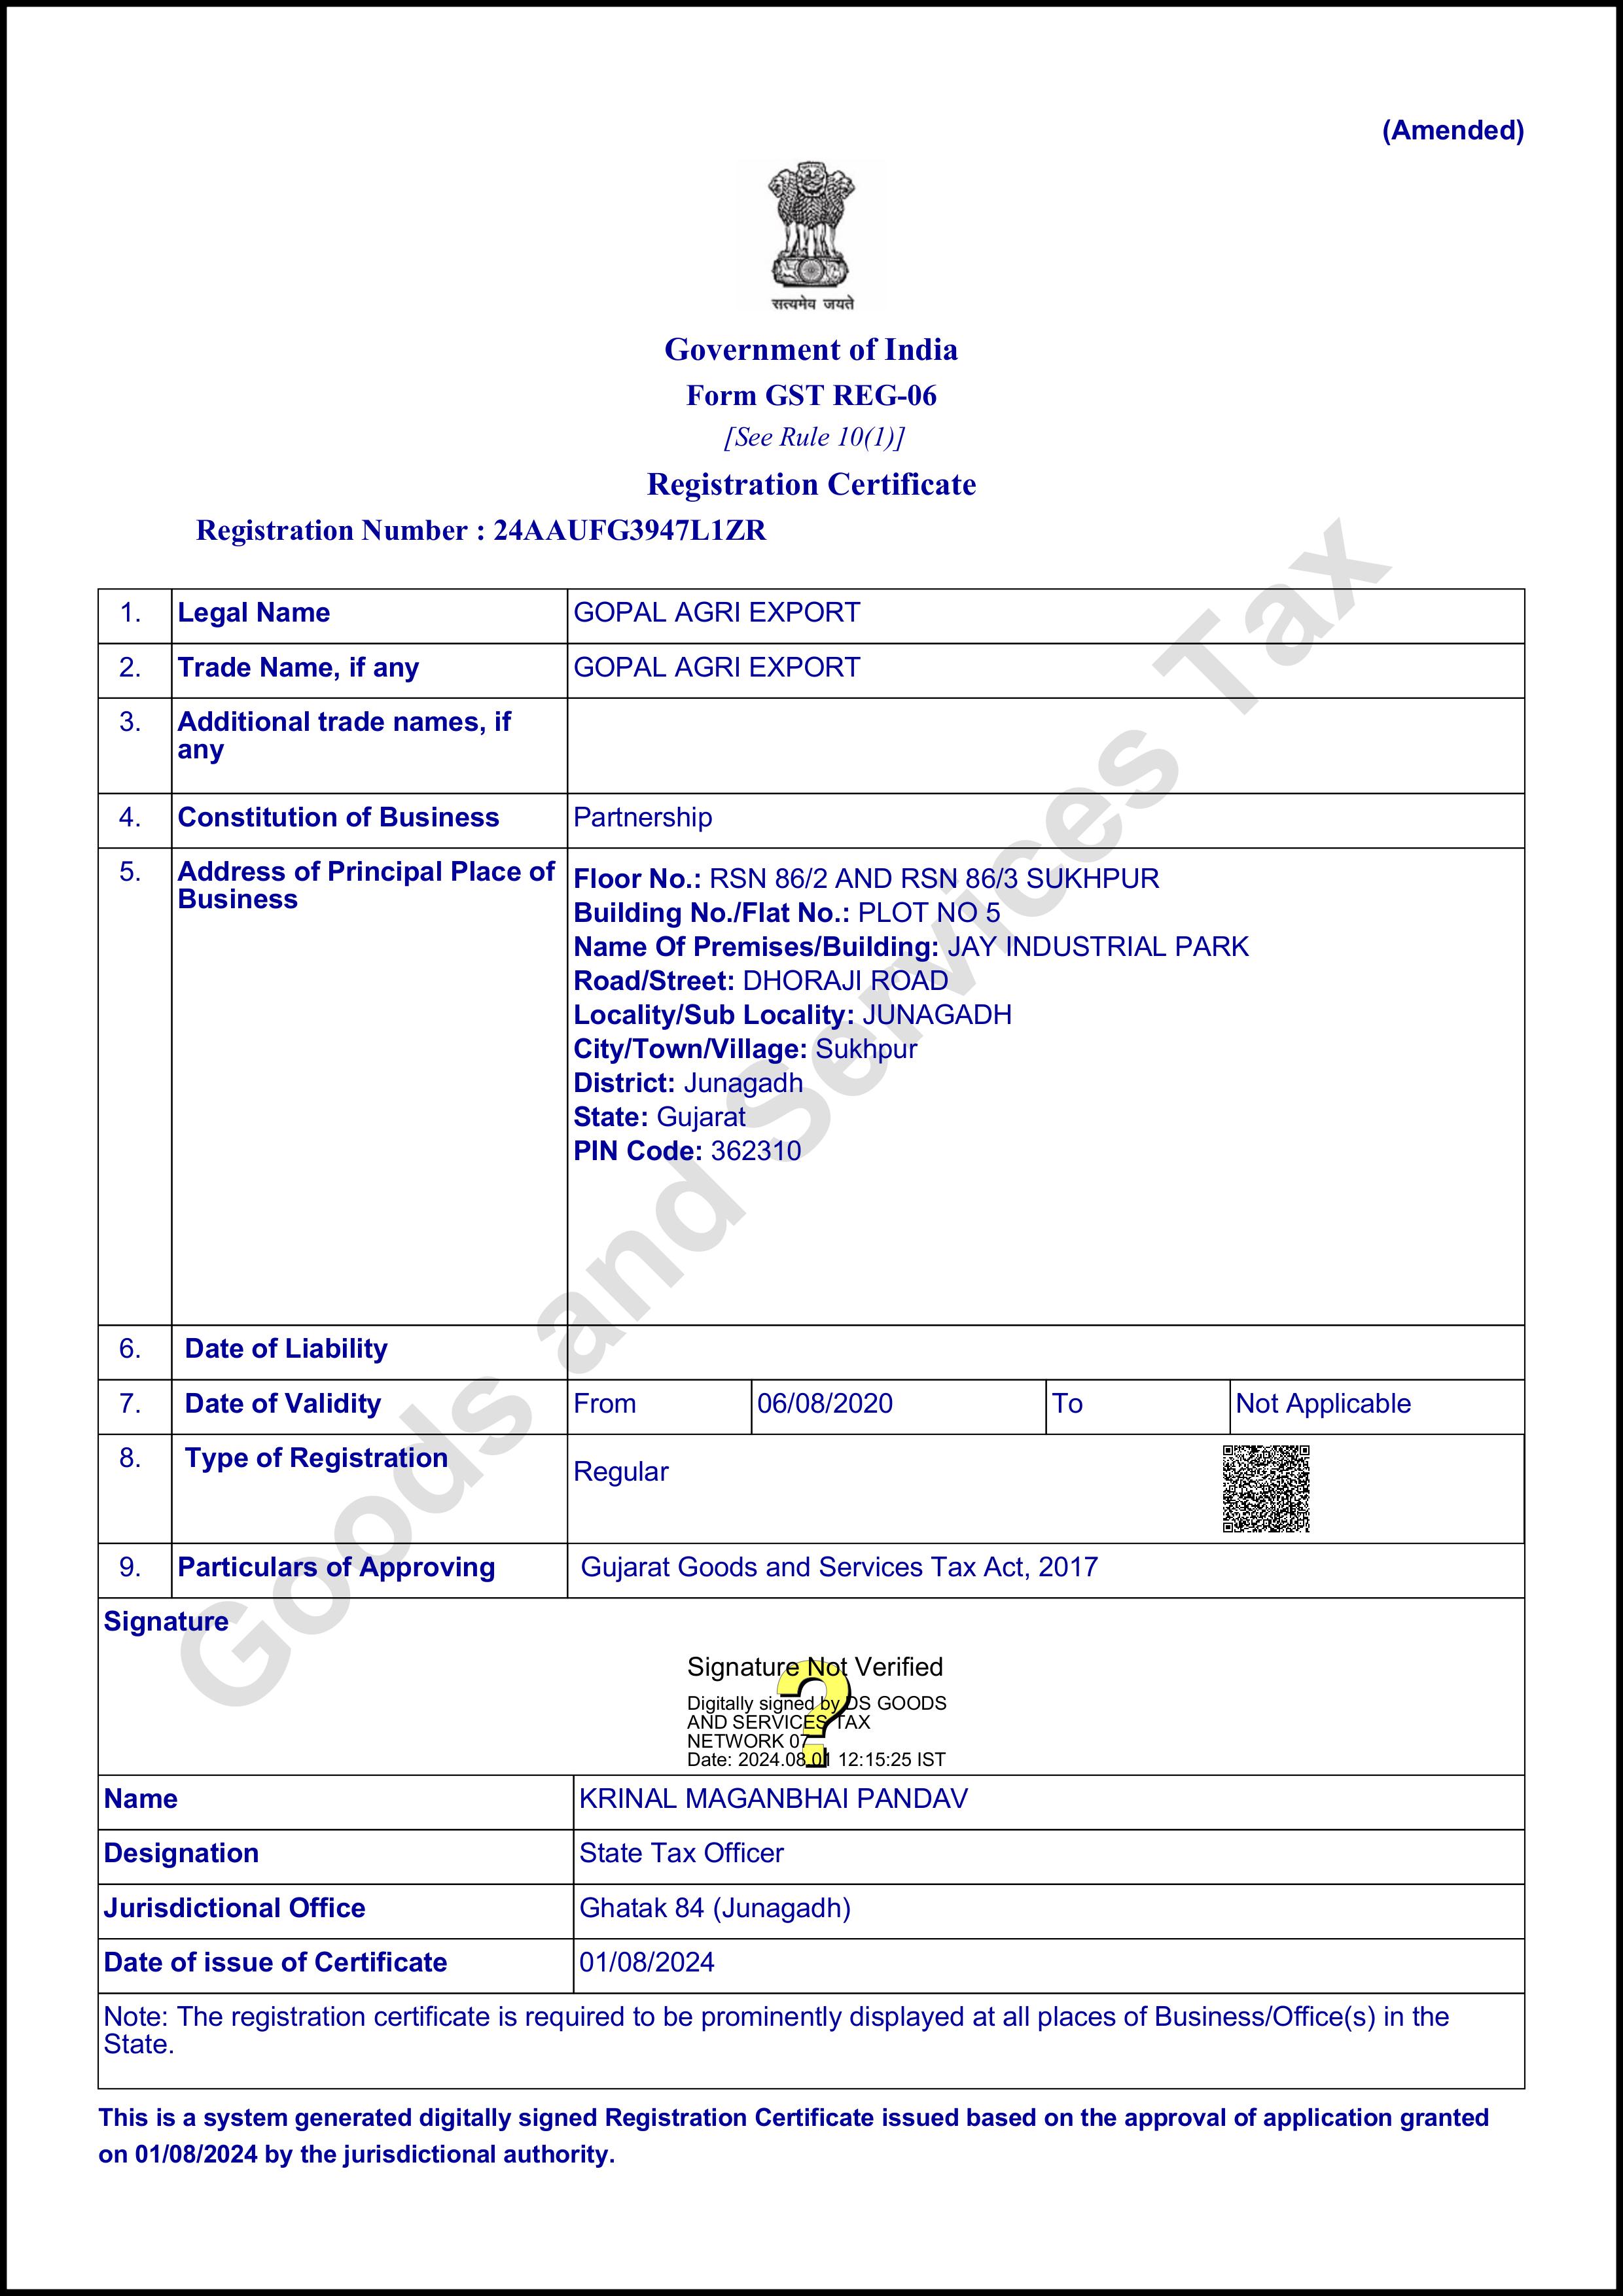 (Amended)
सत्यमेव जयते
Government of India
Form GST REG-06
[See Rule 10(1)]
Registration Certificate
Registration Number : 24AAUFG3947L1ZR
1. Legal Name GOPAL AGRI EXPORT
2. Trade Name, if any GOPAL AGRI EXPORT
3. Additional trade names, if
any
4. Constitution of Business Partnership
5. Address of Principal Place of
Business
Floor No.: RSN 86/2 AND RSN 86/3 SUKHPUR
Building No./Flat No.: PLOT NO 5
Name Of Premises/Building: JAY INDUSTRIAL PARK
Road/Street: DHORAJI ROAD
Locality/Sub Locality: JUNAGADH
City/Town/Village: Sukhpur
District: Junagadh
State: Gujarat
PIN Code: 362310
6. Date of Liability
7. Date of Validity From 06/08/2020 To Not Applicable
8. Type of Registration Regular
9. Particulars of Approving Gujarat Goods and Services Tax Act, 2017
Signature
Signature Not Verified
Digitally signed by DS GOODS
AND SERVICES TAX
NETWORK 07
Date: 2024.08.01 12:15:25 IST
Name KRINAL MAGANBHAI PANDAV
Designation State Tax Officer
Jurisdictional Office Ghatak 84 (Junagadh)
Date of issue of Certificate 01/08/2024
Note: The registration certificate is required to be prominently displayed at all places of Business/Office(s) in the
State.
This is a system generated digitally signed Registration Certificate issued based on the approval of application granted
on 01/08/2024 by the jurisdictional authority.
Goods and Services Tax